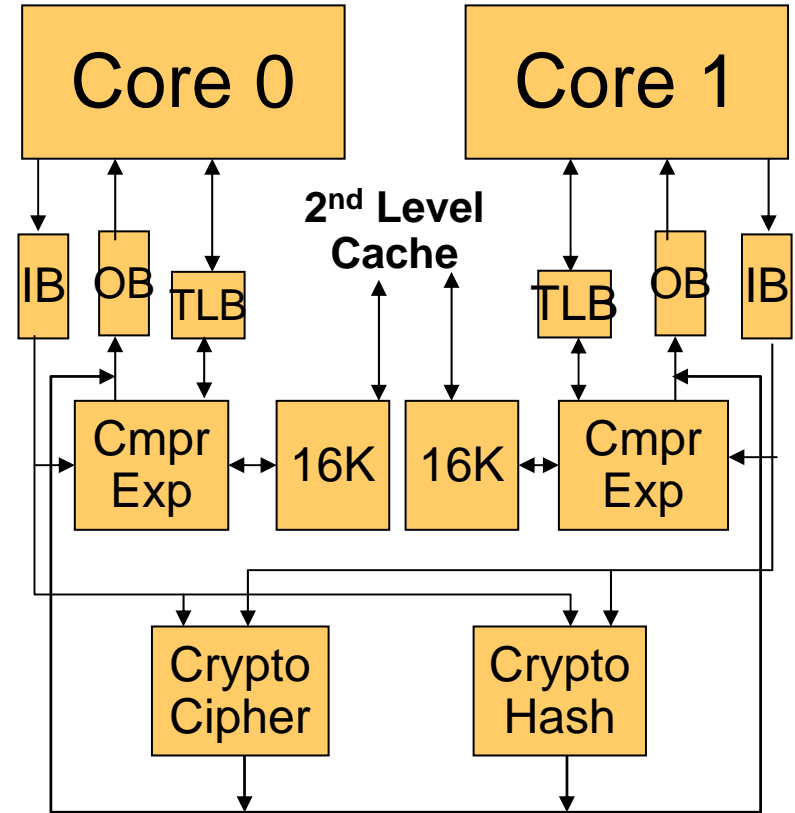 Core 0
Core 1
2nd Level
Cache
IB
OB
TLB
TLB
OB
IB
Cmpr
Exp
16K
16K
Cmpr
Exp
Crypto
Cipher
Crypto
Hash